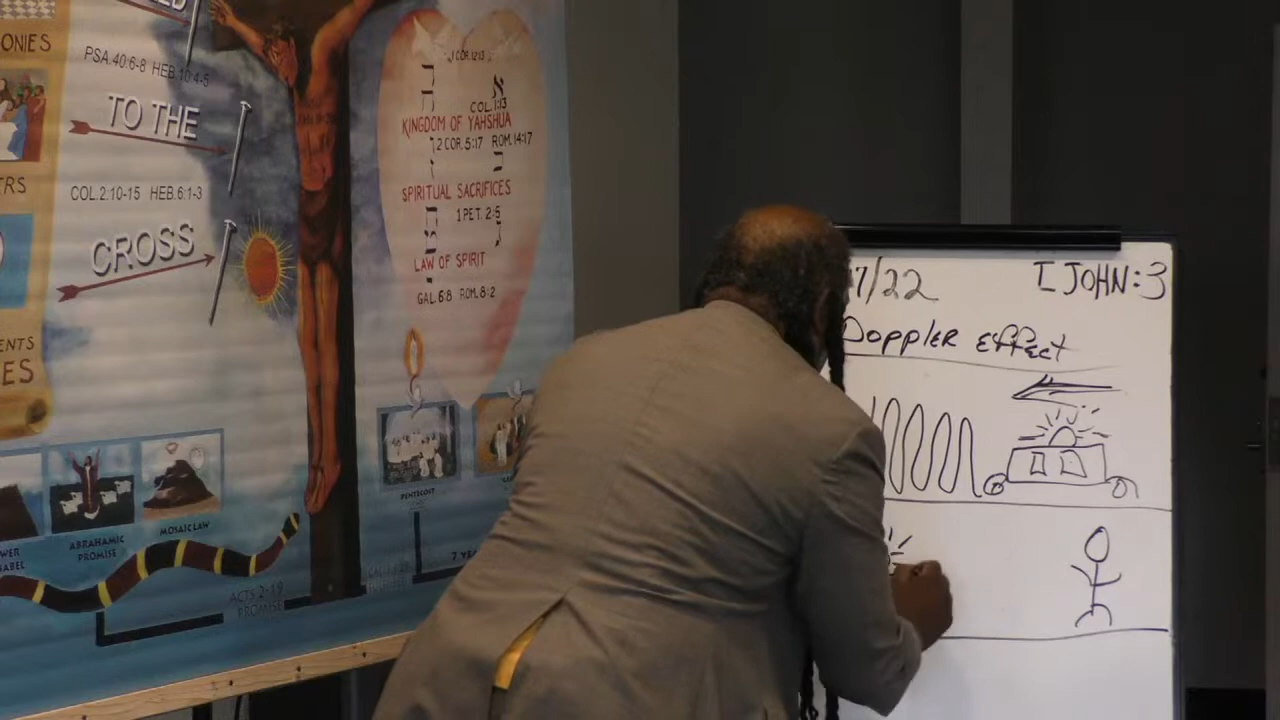 ONIES
PSA.40:6-8 HEB.10:4-5
TO THE
TRS
COL.2:10-15 HEB.6:1-3
CROSS
ENTS
ES
ABRAHAMIC
PROMISE
MOSAIC LAW
ACTS 2-19
PROMISE
1 COR.12:13
ה
א
COL.1:13
KINGDOM OF YAHSHUA
2 COR.5:17 ROM.14:17
SPIRITUAL SACRIFICES
1 PET. 2:5
LAW OF SPIRIT
GAL.6:8 ROM.8:2
PENTECOST
7 YEA
7/22
I JOHN:3
Doppler effect